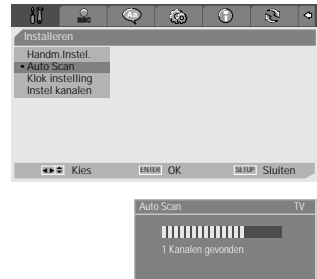 Installeren
Handm.Instel.
• Auto Scan
Klok instelling
Instel kanalen
Kies ENTER OK SETUP Sluiten
Auto Scan TV
1 Kanalen gevonden